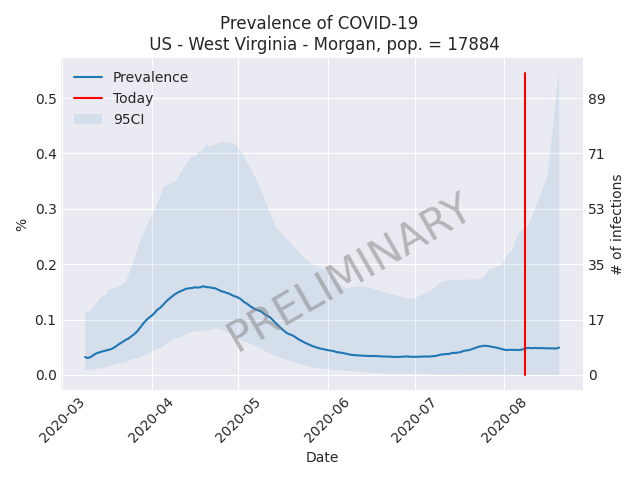 Prevalence of COVID-19
US - West Virginia - Morgan, pop. = 17884
Prevalence
Today
95CI
PRELIMINARY
%
0.5
0.4
0.3
0.2
0.1
0.0
89
71
53
35
17
0
# of infections
2020-03
2020-04
2020-05
2020-06
2020-07
2020-08
Date